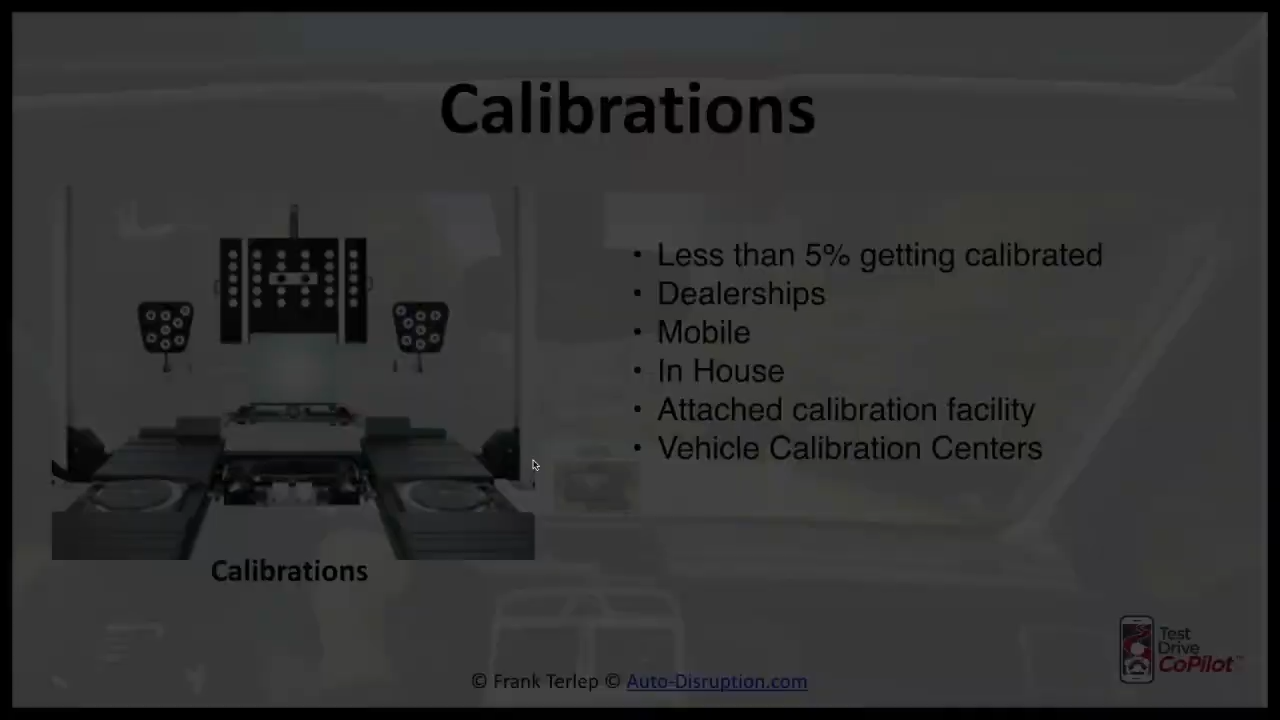 Calibrations
• Less than 5% getting calibrated
• Dealerships
• Mobile
• In House
• Attached calibration facility
• Vehicle Calibration Centers
Calibrations
Test
Drive
CoPilot™
© Frank Terlep © Auto-Disruption.com